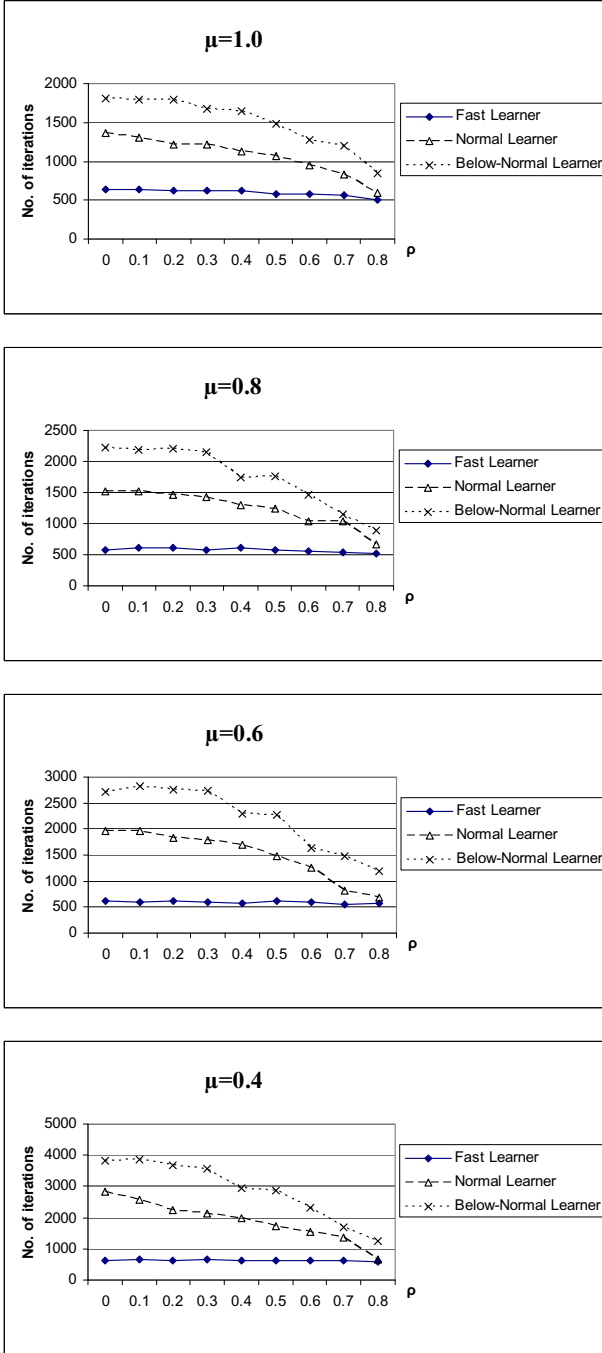 μ=1.0
No. of iterations
2000
1500
1000
500
0
0 0.1 0.2 0.3 0.4 0.5 0.6 0.7 0.8
ρ
Fast Learner
Normal Learner
Below-Normal Learner
μ=0.8
No. of iterations
2500
2000
1500
1000
500
0
0 0.1 0.2 0.3 0.4 0.5 0.6 0.7 0.8
ρ
Fast Learner
Normal Learner
Below-Normal Learner
μ=0.6
No. of iterations
3000
2500
2000
1500
1000
500
0
0 0.1 0.2 0.3 0.4 0.5 0.6 0.7 0.8
ρ
Fast Learner
Normal Learner
Below-Normal Learner
μ=0.4
No. of iterations
5000
4000
3000
2000
1000
0
0 0.1 0.2 0.3 0.4 0.5 0.6 0.7 0.8
ρ
Fast Learner
Normal Learner
Below-Normal Learner